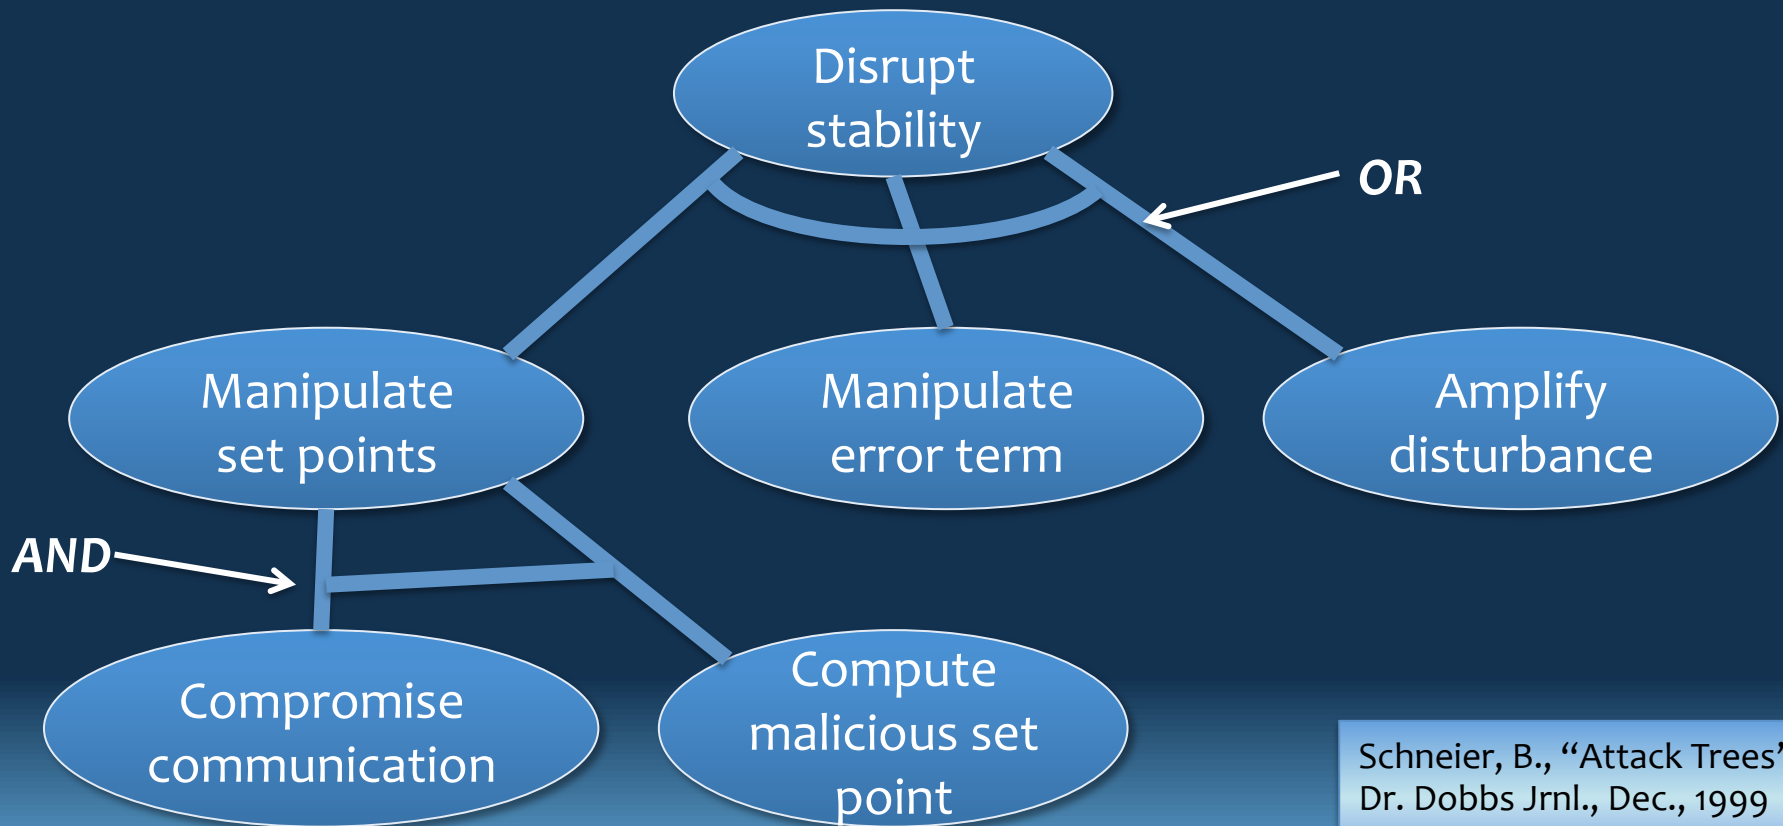 Disrupt
stability
OR
Manipulate
set points
Manipulate
error term
Amplify
disturbance
AND
Compromise
communication
Compute
malicious set
point
Schneier, B., “Attack Trees”
Dr. Dobbs Jrnl., Dec., 1999